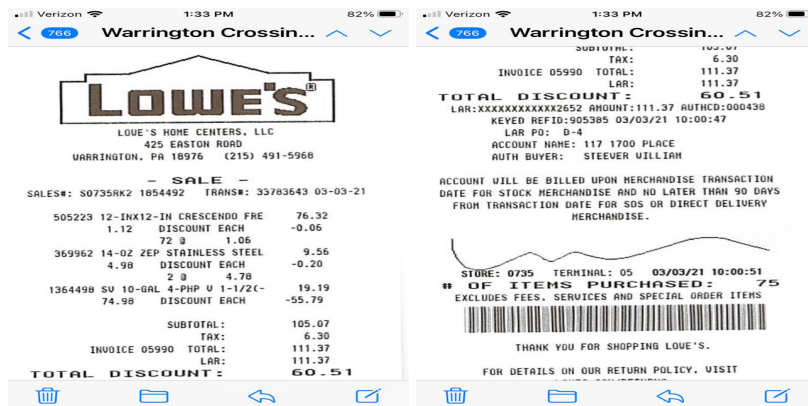 Verizon 1:33 PM 82%
766 Warrington Crossin...
LOWE'S®
LOWE'S HOME CENTERS, LLC
425 EASTON ROAD
WARRINGTON, PA 18976 (215) 491-5968
- SALE -
SALES#: S0735RK2 1854492 TRANS#: 33783643 03-03-21
505223 12-INX12-IN CRESCENDO FRE 76.32
1.12 DISCOUNT EACH -0.06
72 @ 1.06
369962 14-OZ ZEP STAINLESS STEEL 9.56
4.98 DISCOUNT EACH -0.20
2 @ 4.78
1364498 SV 10-GAL 4-PHP V 1-1/2(- 19.19
74.98 DISCOUNT EACH -55.79
SUBTOTAL: 105.07
TAX: 6.30
INVOICE 05990 TOTAL: 111.37
LAR: 111.37
TOTAL DISCOUNT: 60.51
Verizon 1:33 PM 82%
766 Warrington Crossin...
SUBTOTAL: 105.07
TAX: 6.30
INVOICE 05990 TOTAL: 111.37
LAR: 111.37
TOTAL DISCOUNT: 60.51
LAR:XXXXXXXXXXXX2652 AMOUNT:111.37 AUTHCD:000438
KEYED REFID:905385 03/03/21 10:00:47
LAR PO: D-4
ACCOUNT NAME: 117 1700 PLACE
AUTH BUYER: STEEVER WILLIAM
ACCOUNT WILL BE BILLED UPON MERCHANDISE TRANSACTION
DATE FOR STOCK MERCHANDISE AND NO LATER THAN 90 DAYS
FROM TRANSACTION DATE FOR SOS OR DIRECT DELIVERY
MERCHANDISE.
STORE: 0735 TERMINAL: 05 03/03/21 10:00:51
# OF ITEMS PURCHASED: 75
EXCLUDES FEES, SERVICES AND SPECIAL ORDER ITEMS
THANK YOU FOR SHOPPING LOWE'S.
FOR DETAILS ON OUR RETURN POLICY, VISIT